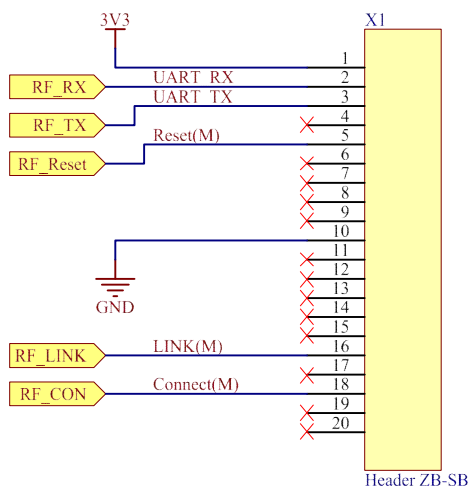 3V3
X1
1
RF_RX
UART_RX
2
UART_TX
3
RF_TX
4
Reset(M)
5
RF_Reset
6
7
8
9
10
11
12
GND
13
14
15
RF_LINK
LINK(M)
16
17
RF_CON
Connect(M)
18
19
20
Header ZB-SB